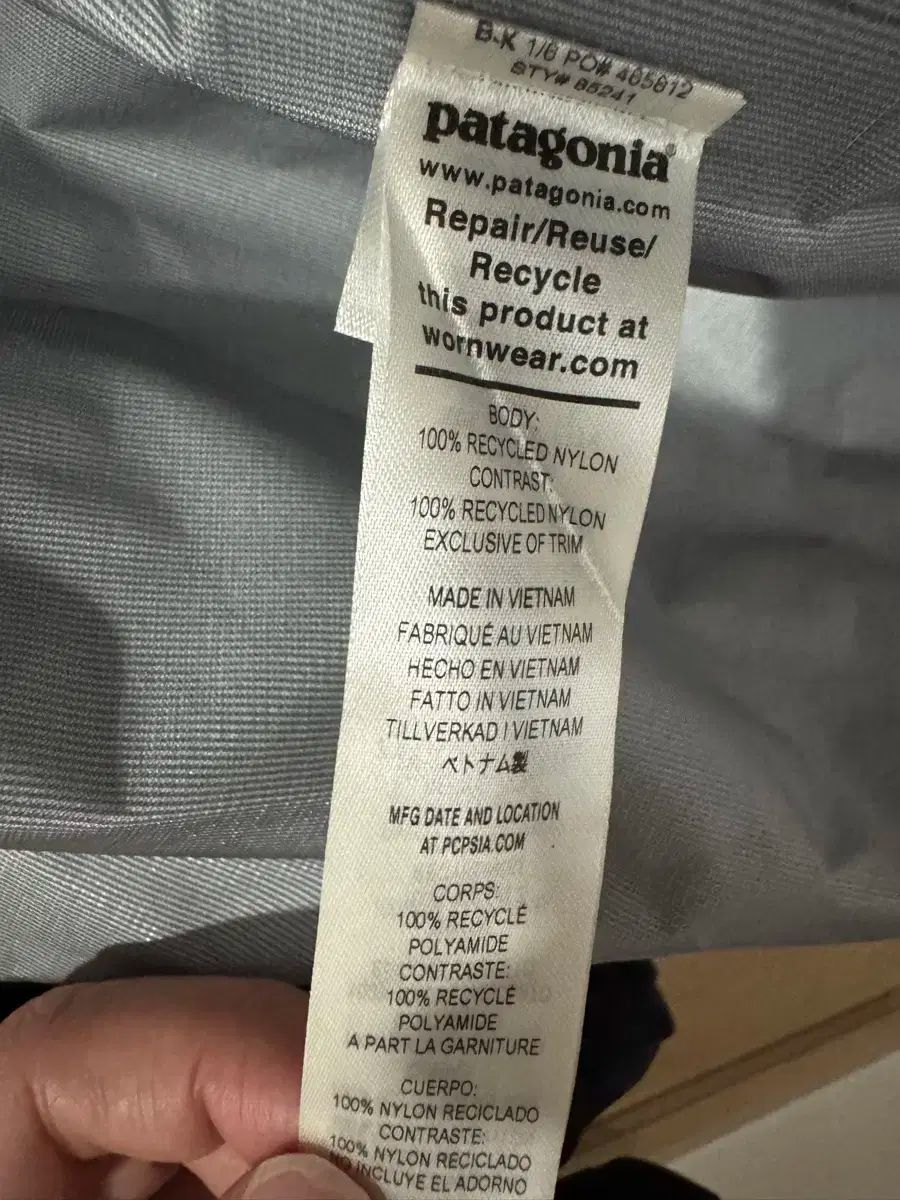 B-K 1/6 PO# 465612
STY# 85241
patagonia®
www.patagonia.com
Repair/Reuse/
Recycle
this product at
wornwear.com
BODY:
100% RECYCLED NYLON
CONTRAST:
100% RECYCLED NYLON
EXCLUSIVE OF TRIM
MADE IN VIETNAM
FABRIQUÉ AU VIETNAM
HECHO EN VIETNAM
FATTO IN VIETNAM
TILLVERKAD I VIETNAM
ベトナム製
MFG DATE AND LOCATION
AT PCPSIA.COM
CORPS:
100% RECYCLÉ
POLYAMIDE
CONTRASTE:
100% RECYCLÉ
POLYAMIDE
A PART LA GARNITURE
CUERPO:
100% NYLON RECICLADO
CONTRASTE:
100% NYLON RECICLADO
NO INCLUYE EL ADORNO